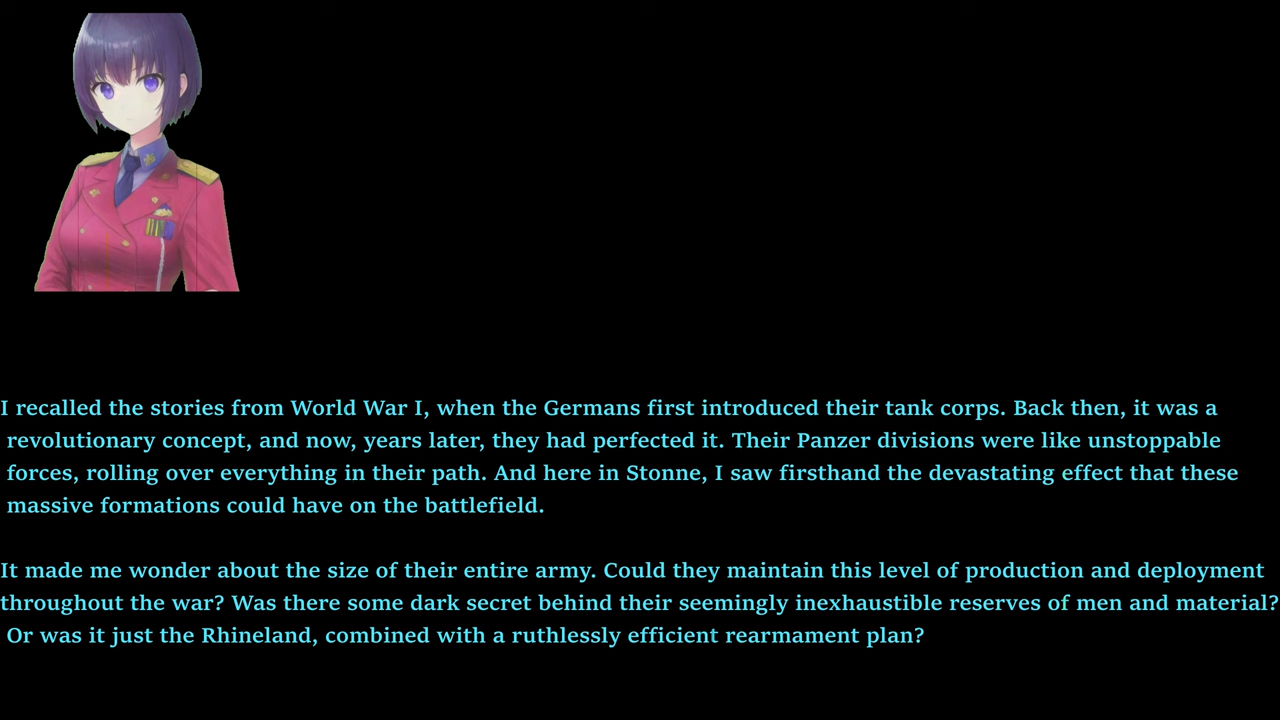 I recalled the stories from World War I, when the Germans first introduced their tank corps. Back then, it was a
revolutionary concept, and now, years later, they had perfected it. Their Panzer divisions were like unstoppable
forces, rolling over everything in their path. And here in Stonne, I saw firsthand the devastating effect that these
massive formations could have on the battlefield.
It made me wonder about the size of their entire army. Could they maintain this level of production and deployment
throughout the war? Was there some dark secret behind their seemingly inexhaustible reserves of men and material?
Or was it just the Rhineland, combined with a ruthlessly efficient rearmament plan?